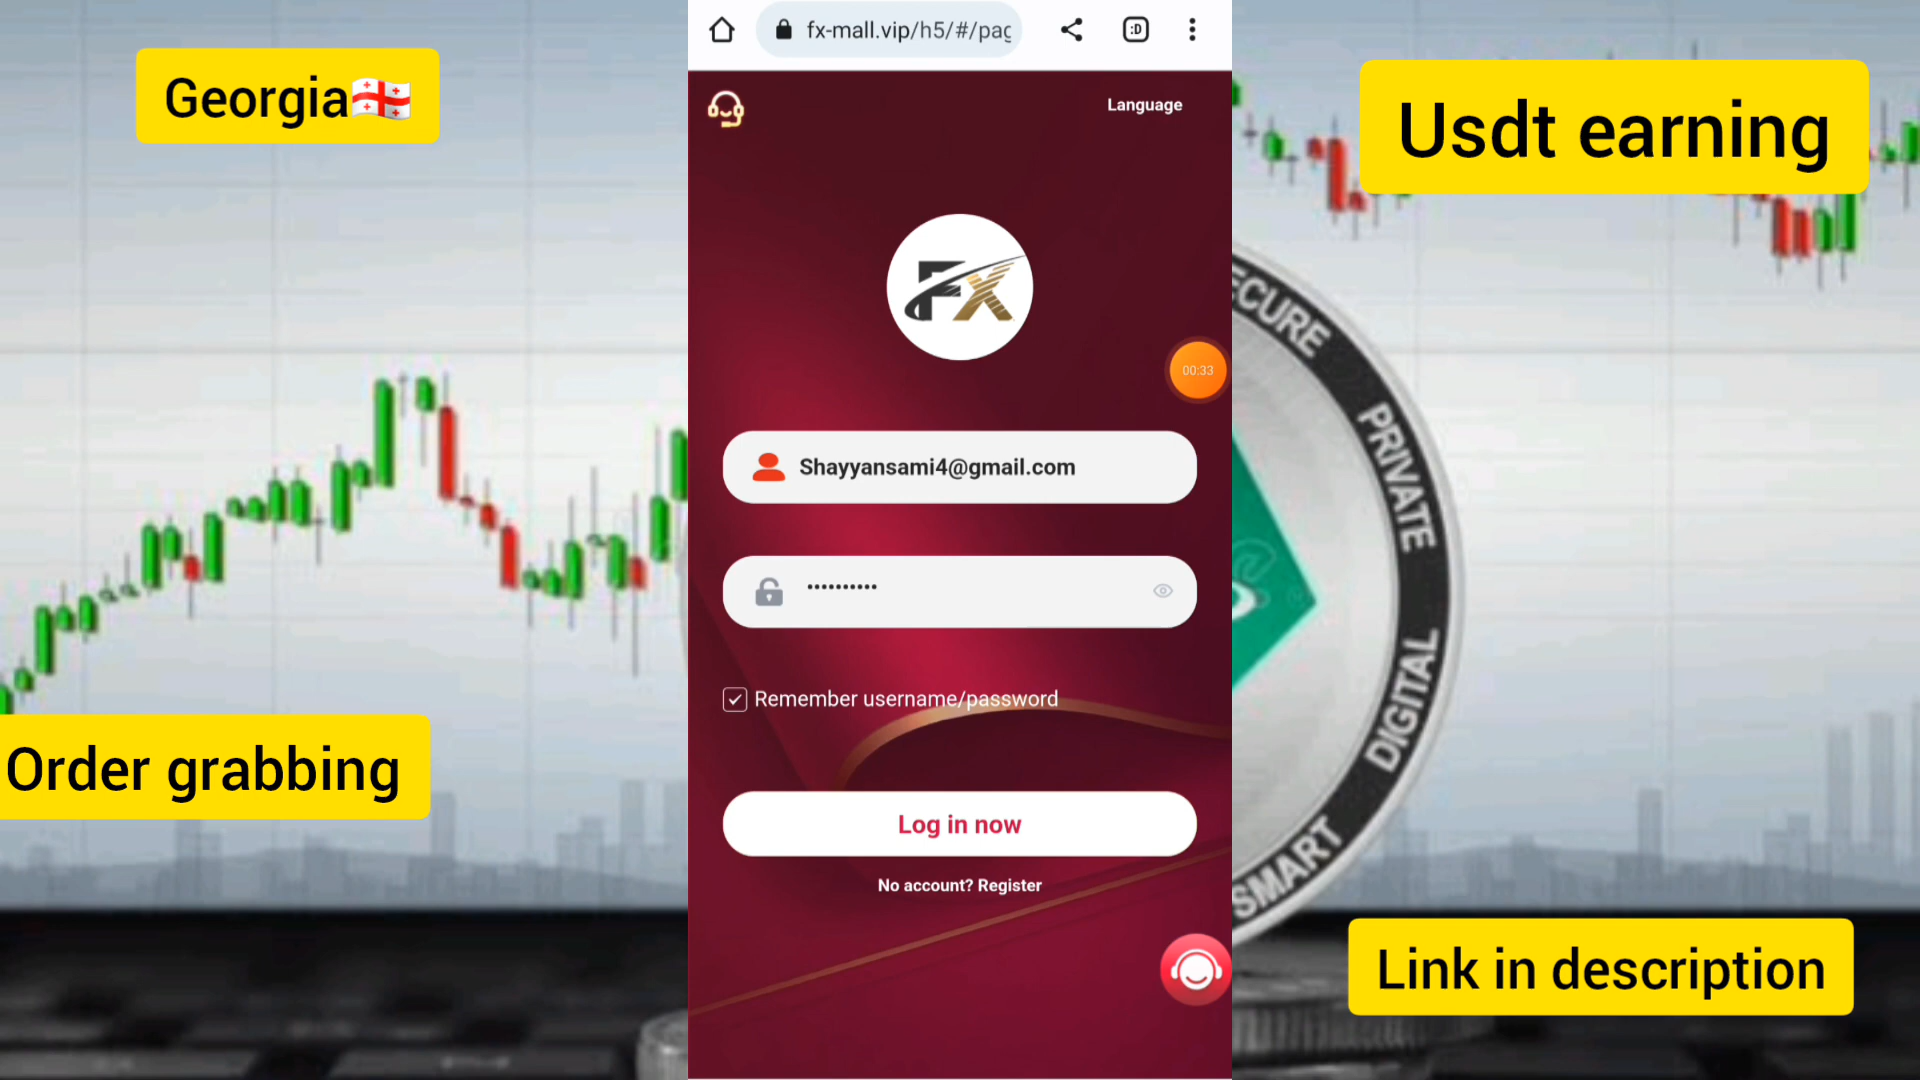 Georgia🇬🇪
Usdt earning
Order grabbing
Link in description
fx-mall.vip/h5/#/pag
:D
Language
FX
00:33
Shayyansami4@gmail.com
••••••••••
Remember username/password
Log in now
No account? Register
SECURE PRIVATE DIGITAL SMART